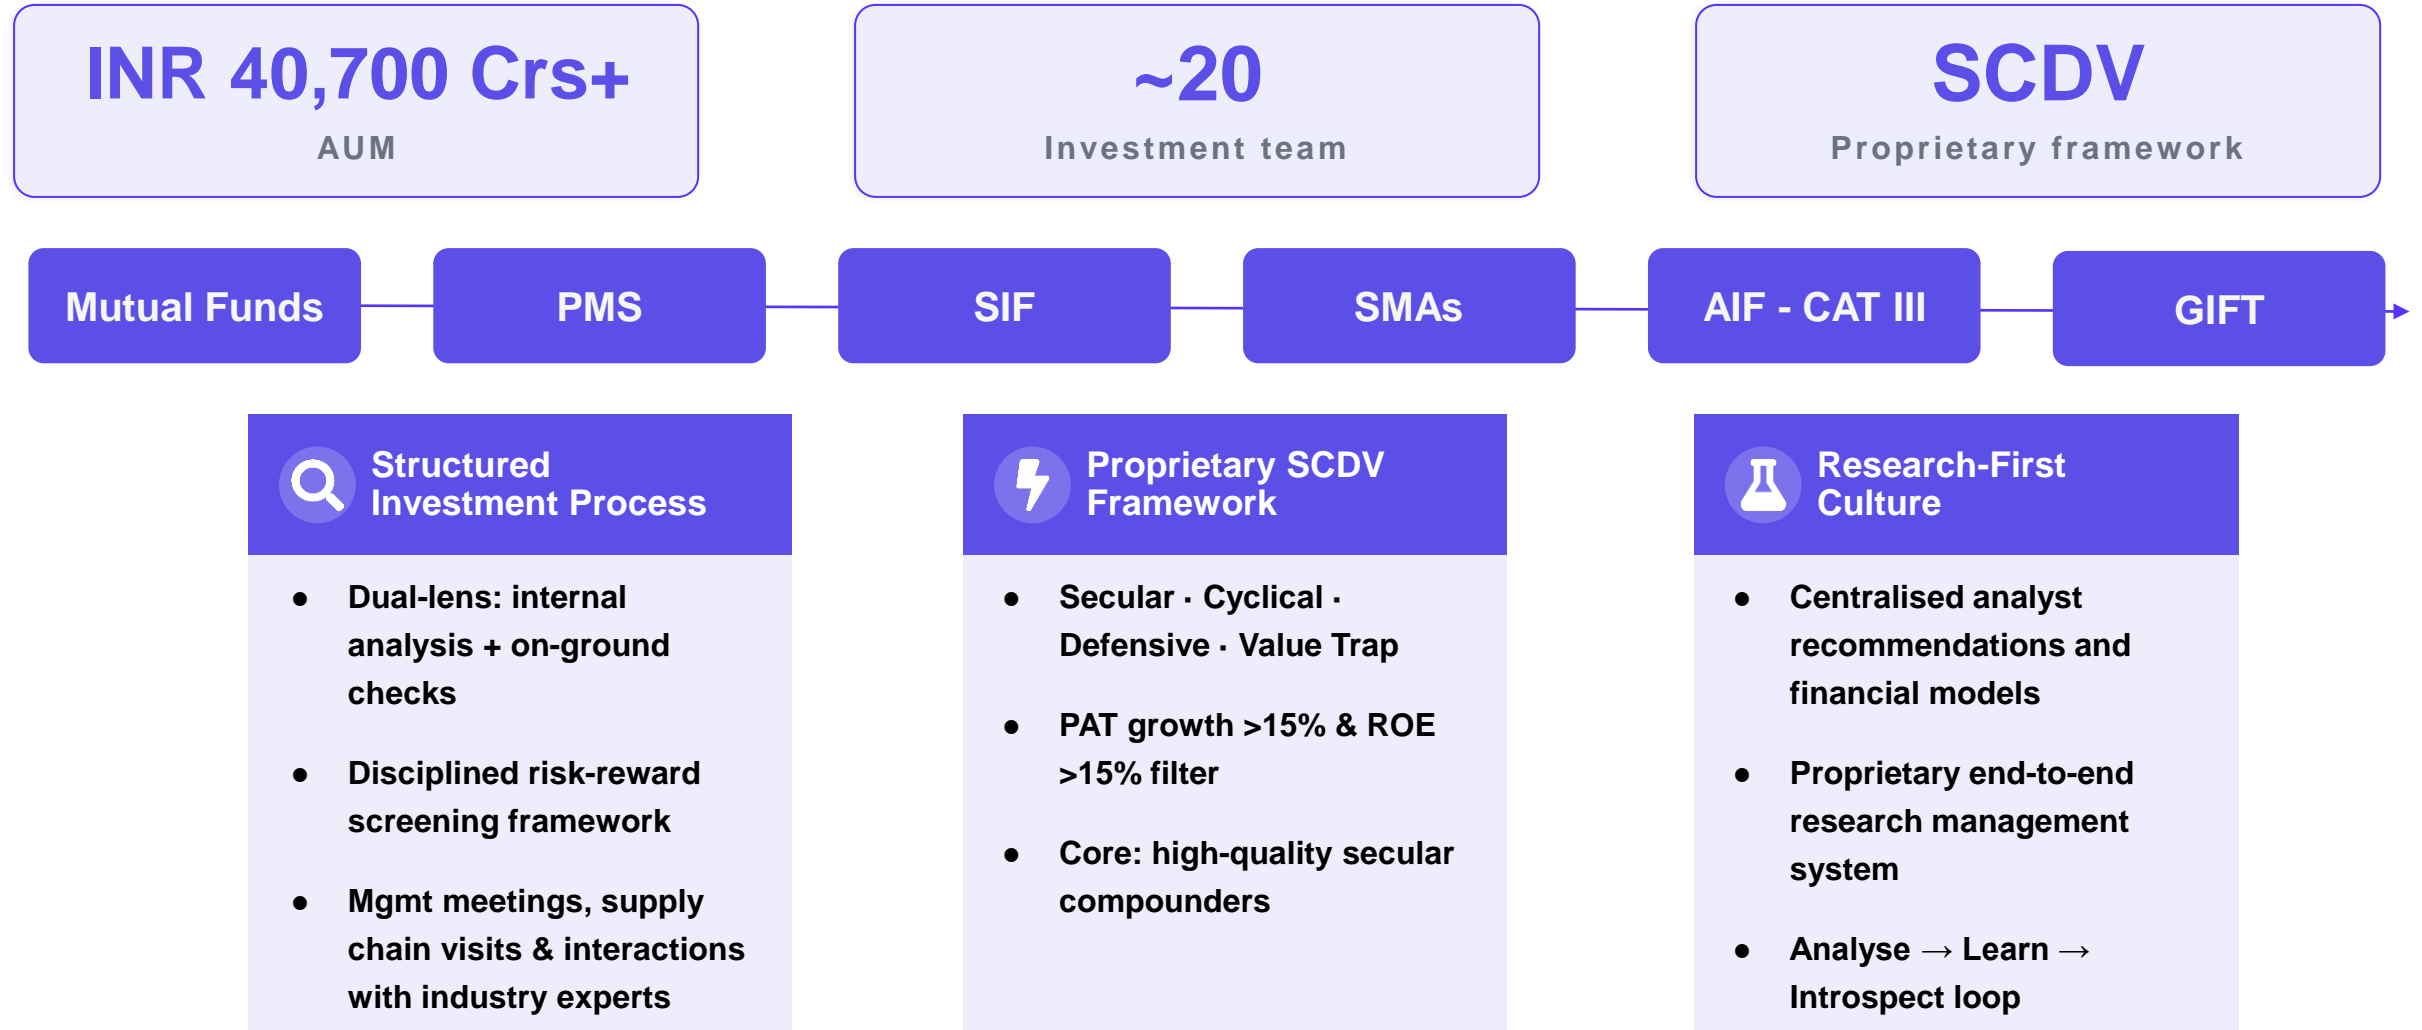 INR 40,700 Crs+
AUM
~20
Investment team
SCDV
Proprietary framework
Mutual Funds
PMS
SIF
SMAs
AIF - CAT III
GIFT
Structured
Investment Process
● Dual-lens: internal
analysis + on-ground
checks
● Disciplined risk-reward
screening framework
● Mgmt meetings, supply
chain visits & interactions
with industry experts
Proprietary SCDV
Framework
● Secular · Cyclical ·
Defensive · Value Trap
● PAT growth >15% & ROE
>15% filter
● Core: high-quality secular
compounders
Research-First
Culture
● Centralised analyst
recommendations and
financial models
● Proprietary end-to-end
research management
system
● Analyse → Learn →
Introspect loop